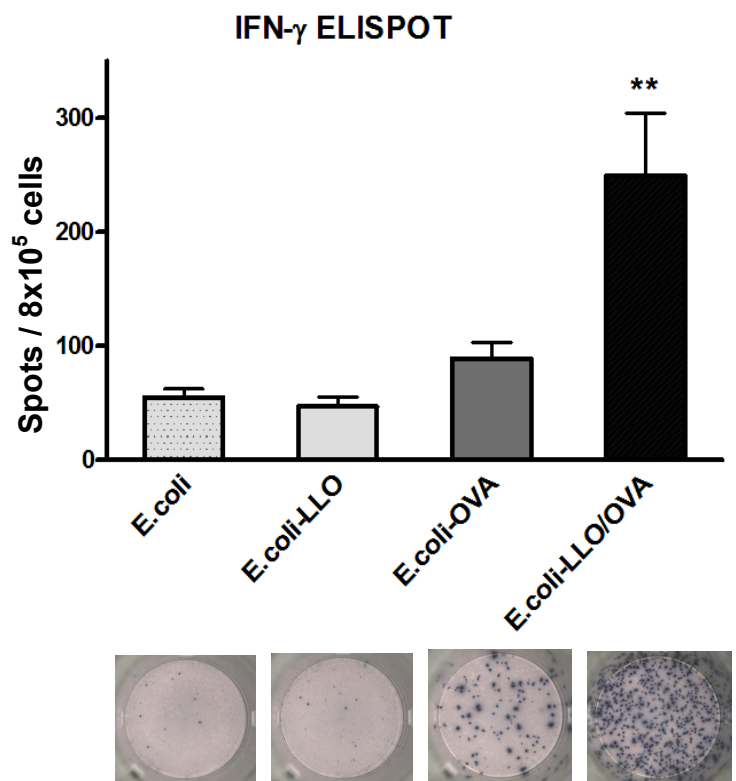 IFN-γ ELISPOT
**
Spots / 8x10⁵ cells
300
200
100
0
E.coli
E.coli-LLO
E.coli-OVA
E.coli-LLO/OVA